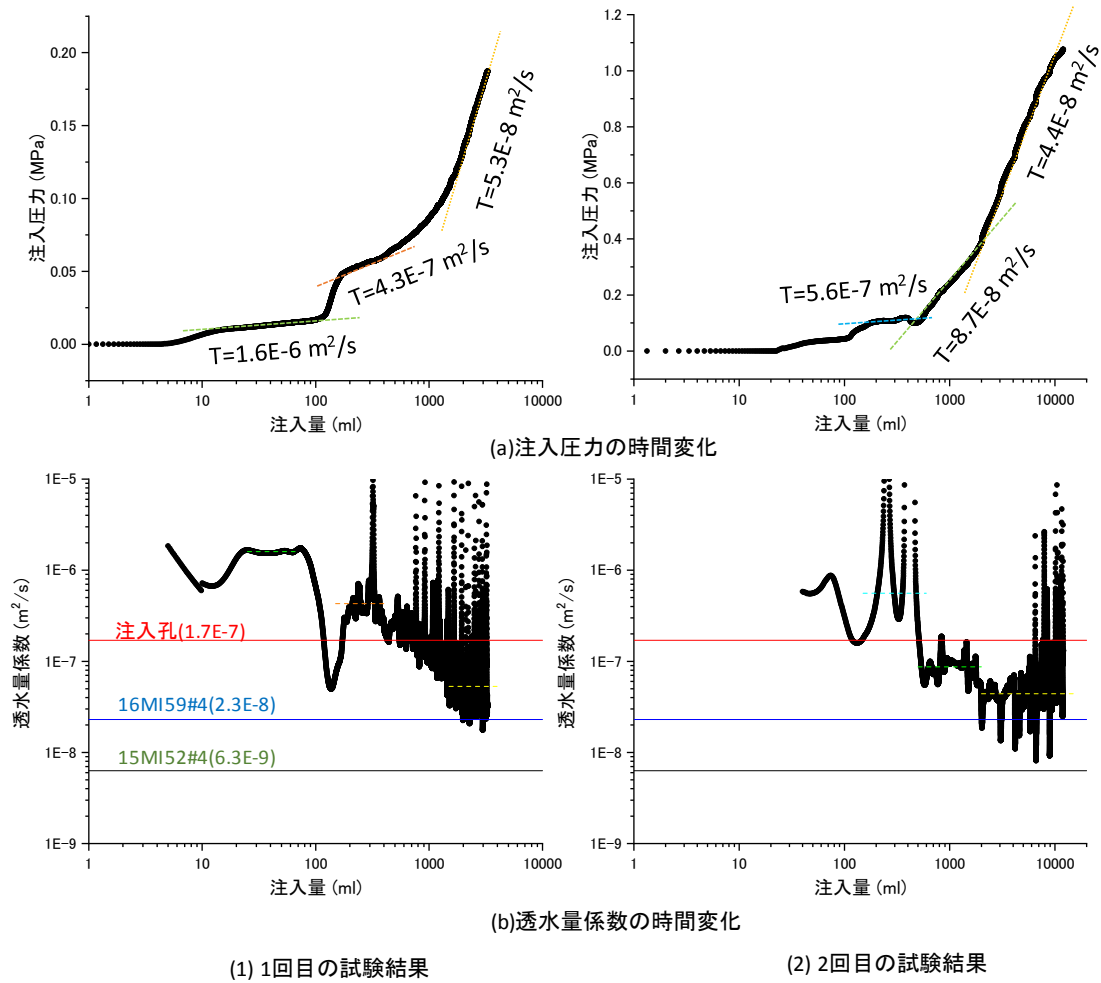 0.20
0.15
0.10
0.05
0.00
注入圧力 (MPa)
T=1.6E-6 m²/s
T=4.3E-7 m²/s
T=5.3E-8 m²/s
1 10 100 1000 10000
注入量 (ml)
1.2
1.0
0.8
0.6
0.4
0.2
0.0
注入圧力 (MPa)
T=5.6E-7 m²/s
T=8.7E-8 m²/s
T=4.4E-8 m²/s
1 10 100 1000 10000
注入量 (ml)
(a)注入圧力の時間変化
1E-5
1E-6
1E-7
1E-8
1E-9
透水量係数 (m²/s)
注入孔(1.7E-7)
16MI59#4(2.3E-8)
15MI52#4(6.3E-9)
1 10 100 1000 10000
注入量 (ml)
1E-5
1E-6
1E-7
1E-8
1E-9
透水量係数 (m²/s)
1 10 100 1000 10000
注入量 (ml)
(b)透水量係数の時間変化
(1) 1回目の試験結果
(2) 2回目の試験結果